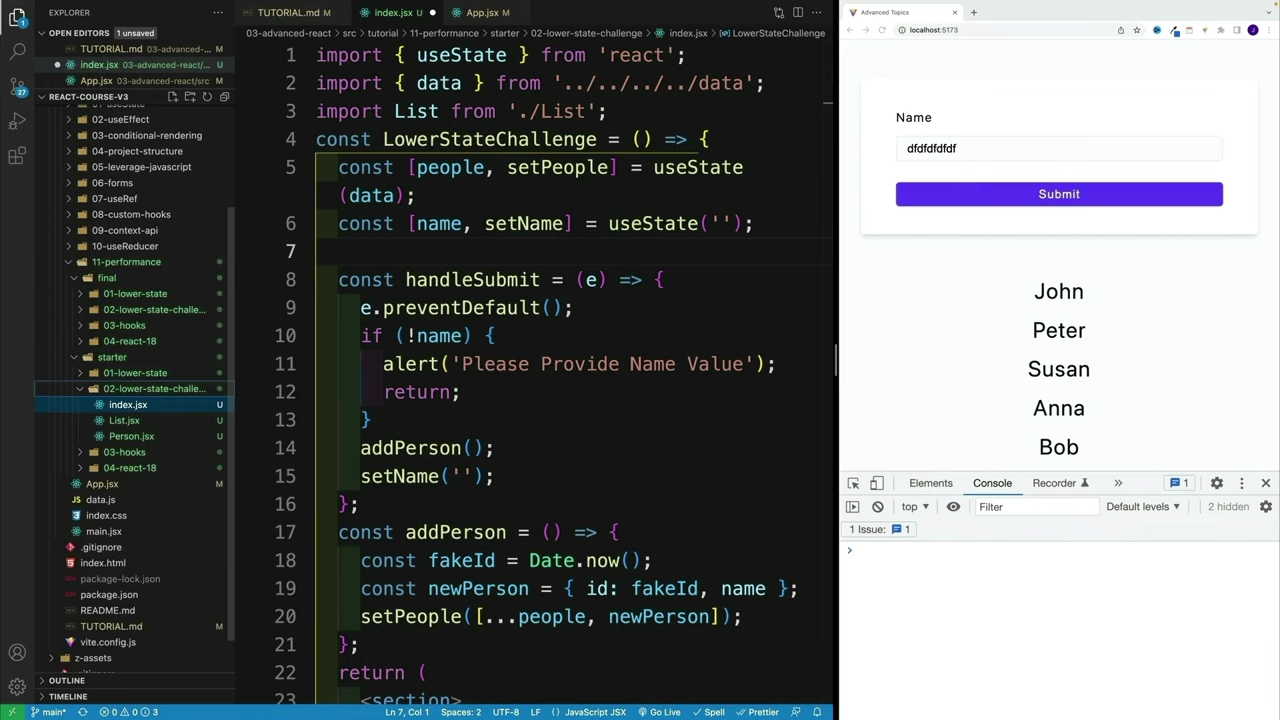 EXPLORER
OPEN EDITORS 1 unsaved
TUTORIAL.md 03-advanced-... M
index.jsx 03-advanced-react/... U
App.jsx 03-advanced-react/src M
REACT-COURSE-V3
02-useEffect
03-conditional-rendering
04-project-structure
05-leverage-javascript
06-forms
07-useRef
08-custom-hooks
09-context-api
10-useReducer
11-performance
final
01-lower-state
02-lower-state-challe...
03-hooks
04-react-18
starter
01-lower-state
02-lower-state-challe...
index.jsx U
List.jsx U
Person.jsx U
03-hooks
04-react-18
App.jsx M
data.js
index.css
main.jsx
.gitignore
index.html
package-lock.json
package.json
README.md
TUTORIAL.md M
vite.config.js
z-assets
OUTLINE
TIMELINE
TUTORIAL.md M index.jsx U App.jsx M
03-advanced-react > src > tutorial > 11-performance > starter > 02-lower-state-challenge > index.jsx > LowerStateChallenge
1 import { useState } from 'react';
2 import { data } from '../../../../data';
3 import List from './List';
4 const LowerStateChallenge = () => {
5 const [people, setPeople] = useState
(data);
6 const [name, setName] = useState('');
7
8 const handleSubmit = (e) => {
9 e.preventDefault();
10 if (!name) {
11 alert('Please Provide Name Value');
12 return;
13 }
14 addPerson();
15 setName('');
16 };
17 const addPerson = () => {
18 const fakeId = Date.now();
19 const newPerson = { id: fakeId, name };
20 setPeople([...people, newPerson]);
21 };
22 return (
23 <section>
main* 0 0 3 Ln 7, Col 1 Spaces: 2 UTF-8 LF JavaScript JSX Go Live Spell Prettier
Advanced Topics
localhost:5173
Name
dfdfdfdfdf
Submit
John
Peter
Susan
Anna
Bob
Elements Console Recorder 1
top Filter Default levels 2 hidden
1 Issue: 1